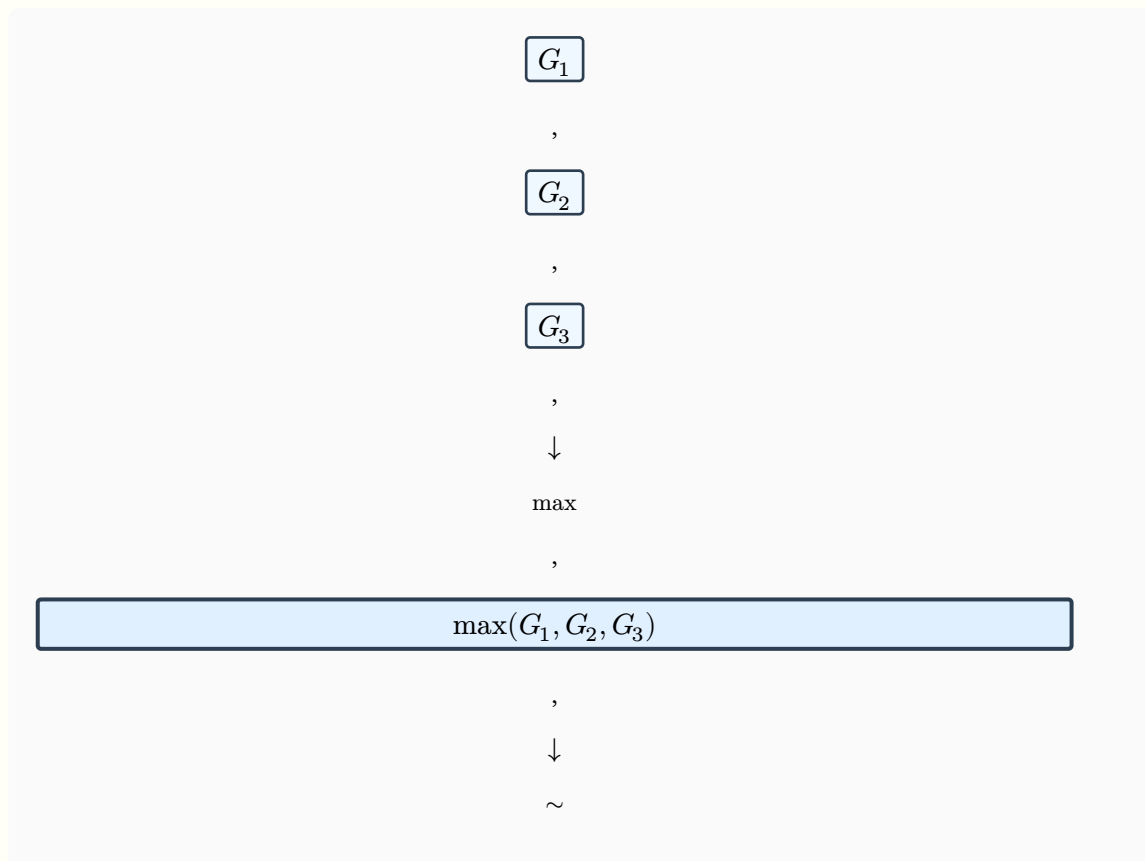 G₁
,
G₂
,
G₃
,
↓
max
,
max(G₁, G₂, G₃)
,
↓
∼